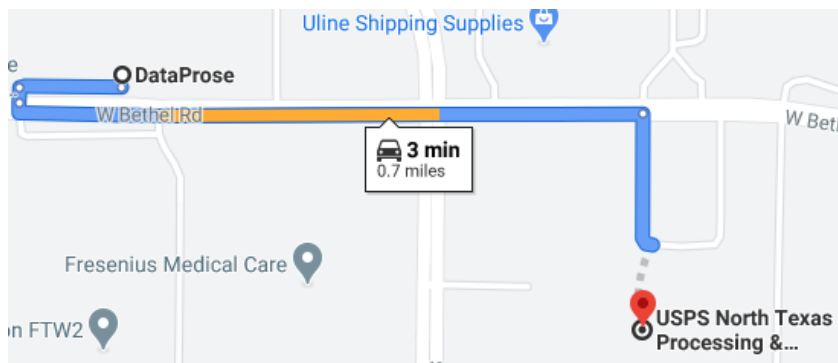 Uline Shipping Supplies
e
DataProse
W Bethel Rd
W Beth
3 min
0.7 miles
Fresenius Medical Care
n FTW2
USPS North Texas
Processing &...